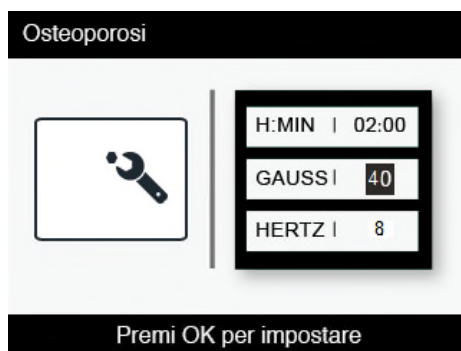 Osteoporosi
H:MIN | 02:00
GAUSS | 40
HERTZ | 8
Premi OK per impostare